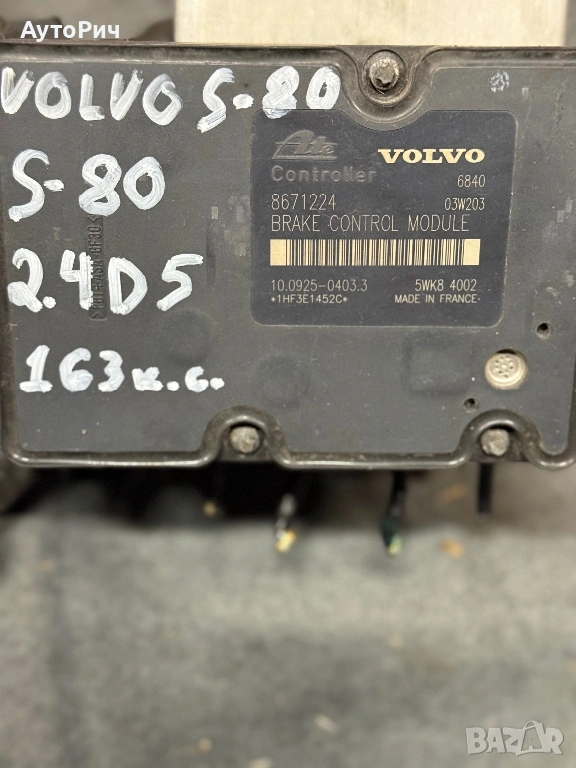 АутоРич
VOLVO S-80
S-80
2.4D5
163к.с.
Ate VOLVO
Controller 6840
8671224 03W203
BRAKE CONTROL MODULE
10.0925-0403.3 5WK8 4002
*1HF3E1452C* MADE IN FRANCE
BAZAR